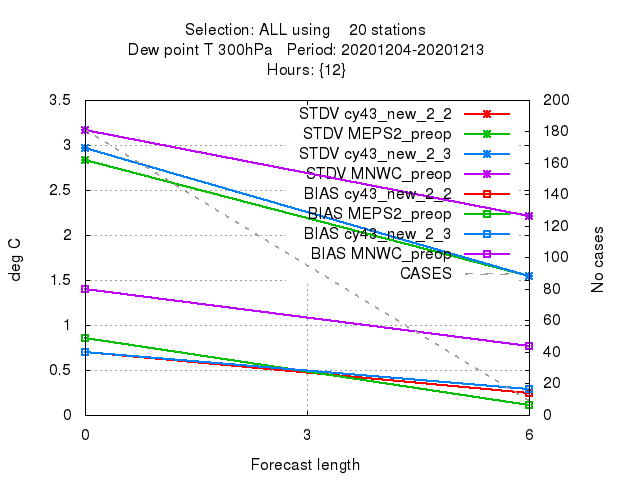 Selection: ALL using 20 stations
Dew point T 300hPa Period: 20201204-20201213
Hours: {12}
3.5
3
2.5
2
1.5
1
0.5
0
deg C
200
180
160
140
120
100
80
60
40
20
0
No cases
STDV cy43_new_2_2
STDV MEPS2_preop
STDV cy43_new_2_3
STDV MNWC_preop
BIAS cy43_new_2_2
BIAS MEPS2_preop
BIAS cy43_new_2_3
BIAS MNWC_preop
CASES
0 3 6
Forecast length